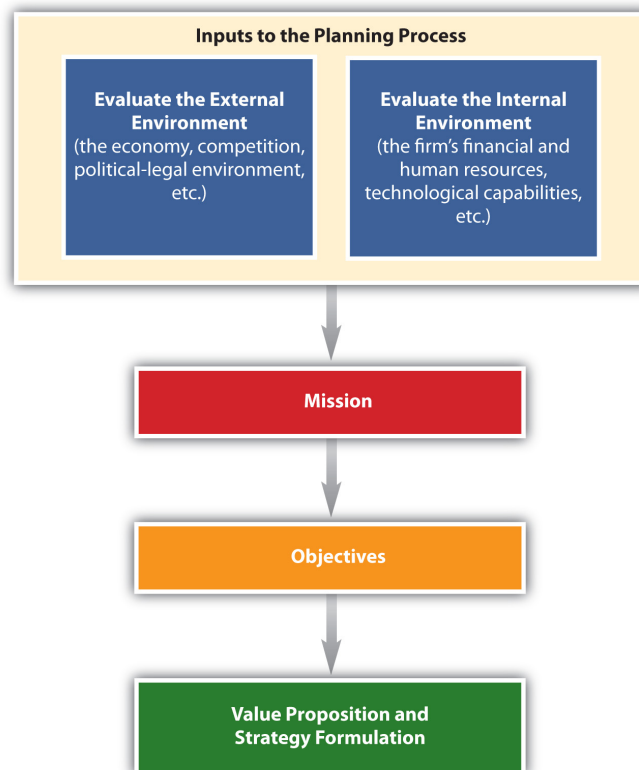 Inputs to the Planning Process
Evaluate the External
Environment
(the economy, competition,
political-legal environment,
etc.)
Evaluate the Internal
Environment
(the firm's financial and
human resources,
technological capabilities,
etc.)
Mission
Objectives
Value Proposition and
Strategy Formulation